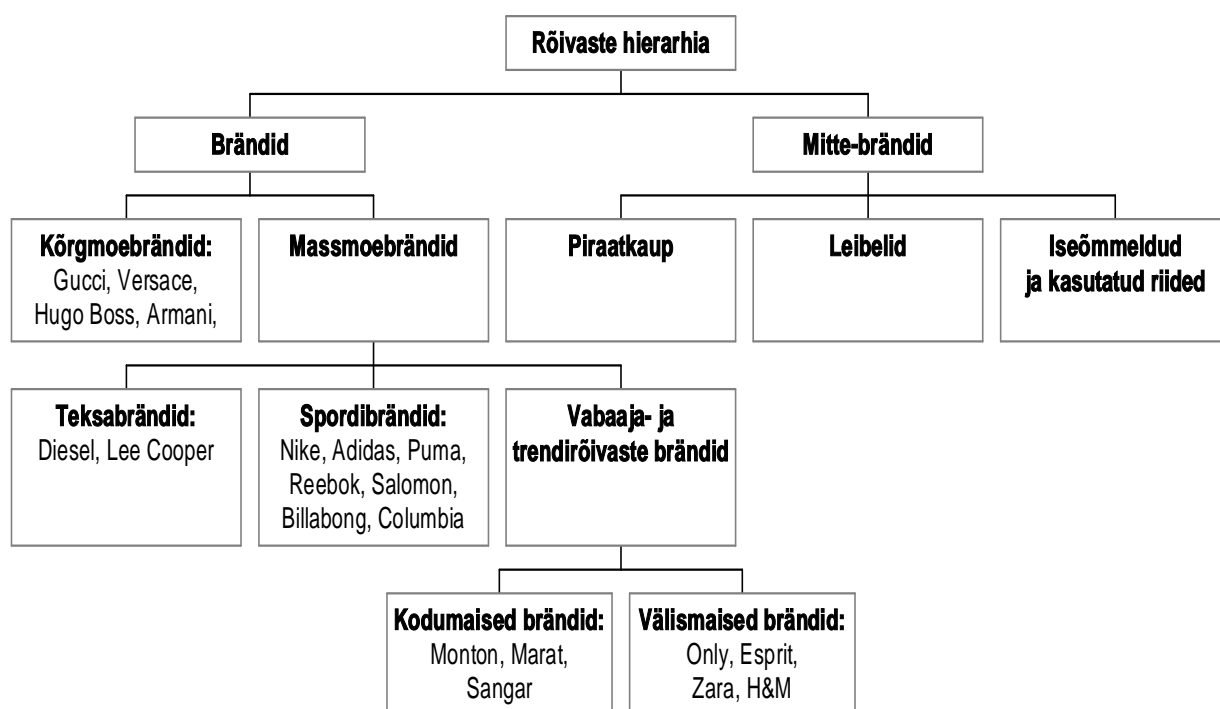 Rõivaste hierarhia
Brändid
Mitte-brändid
Kõrgmoebrändid:
Gucci, Versace,
Hugo Boss, Armani,
Massmoebrändid
Piraatkaup
Leibelid
Iseõmmeldud
ja kasutatud riided
Teksabrändid:
Diesel, Lee Cooper
Spordibrändid:
Nike, Adidas, Puma,
Reebok, Salomon,
Billabong, Columbia
Vabaaja- ja
trendirõivaste brändid
Kodumaised brändid:
Monton, Marat,
Sangar
Välismaised brändid:
Only, Esprit,
Zara, H&M